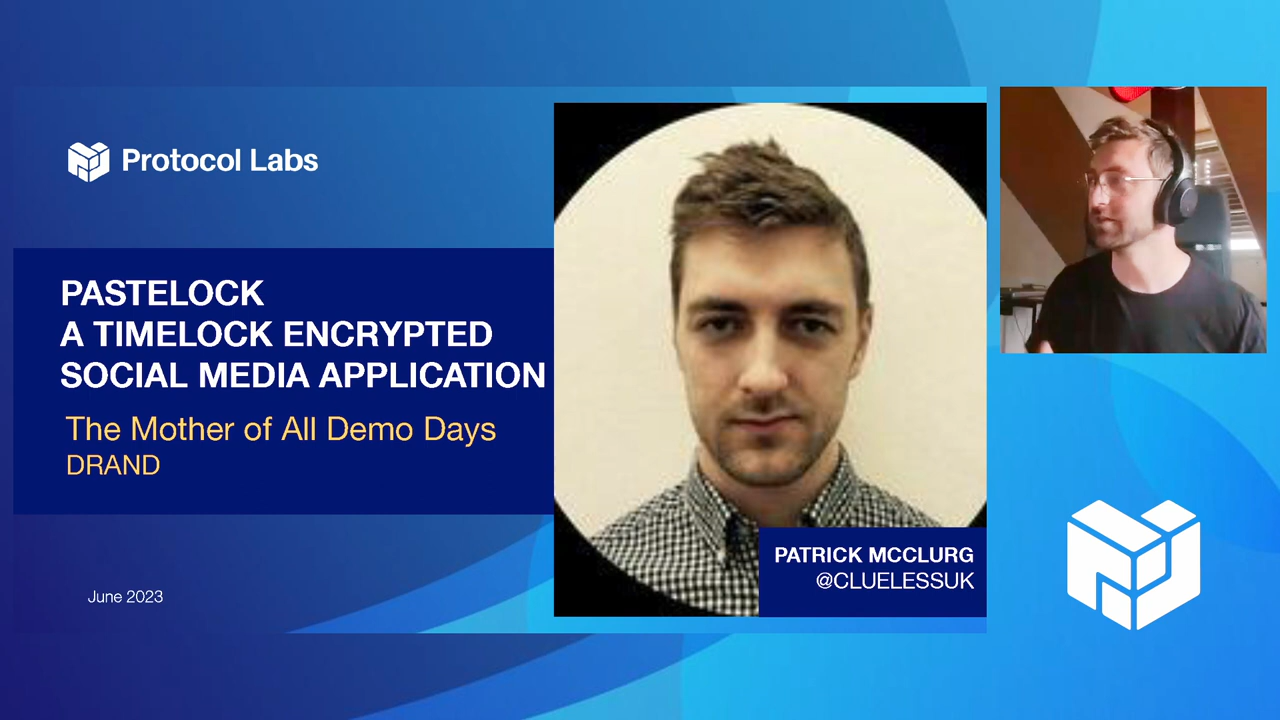 Protocol Labs
PASTELOCK
A TIMELOCK ENCRYPTED
SOCIAL MEDIA APPLICATION
The Mother of All Demo Days
DRAND
June 2023
PATRICK MCCLURG
@CLUELESSUK